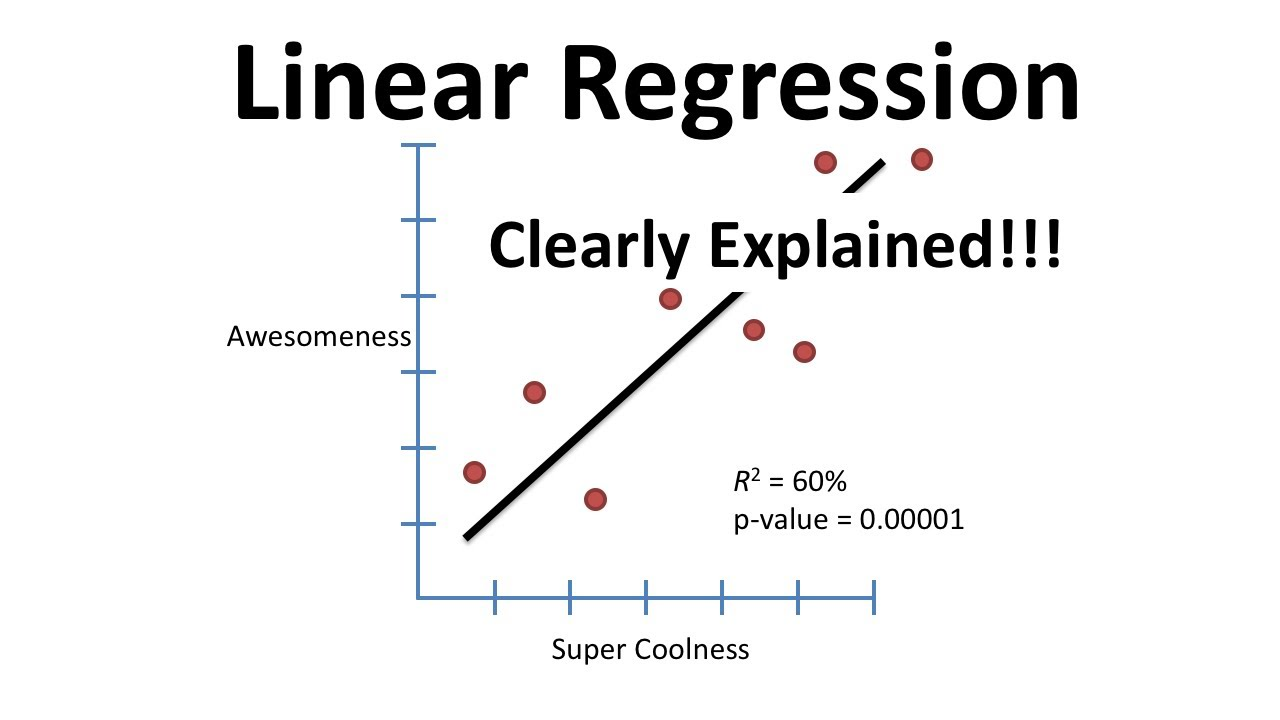 Linear Regression
Clearly Explained!!!
Awesomeness
R² = 60%
p-value = 0.00001
Super Coolness